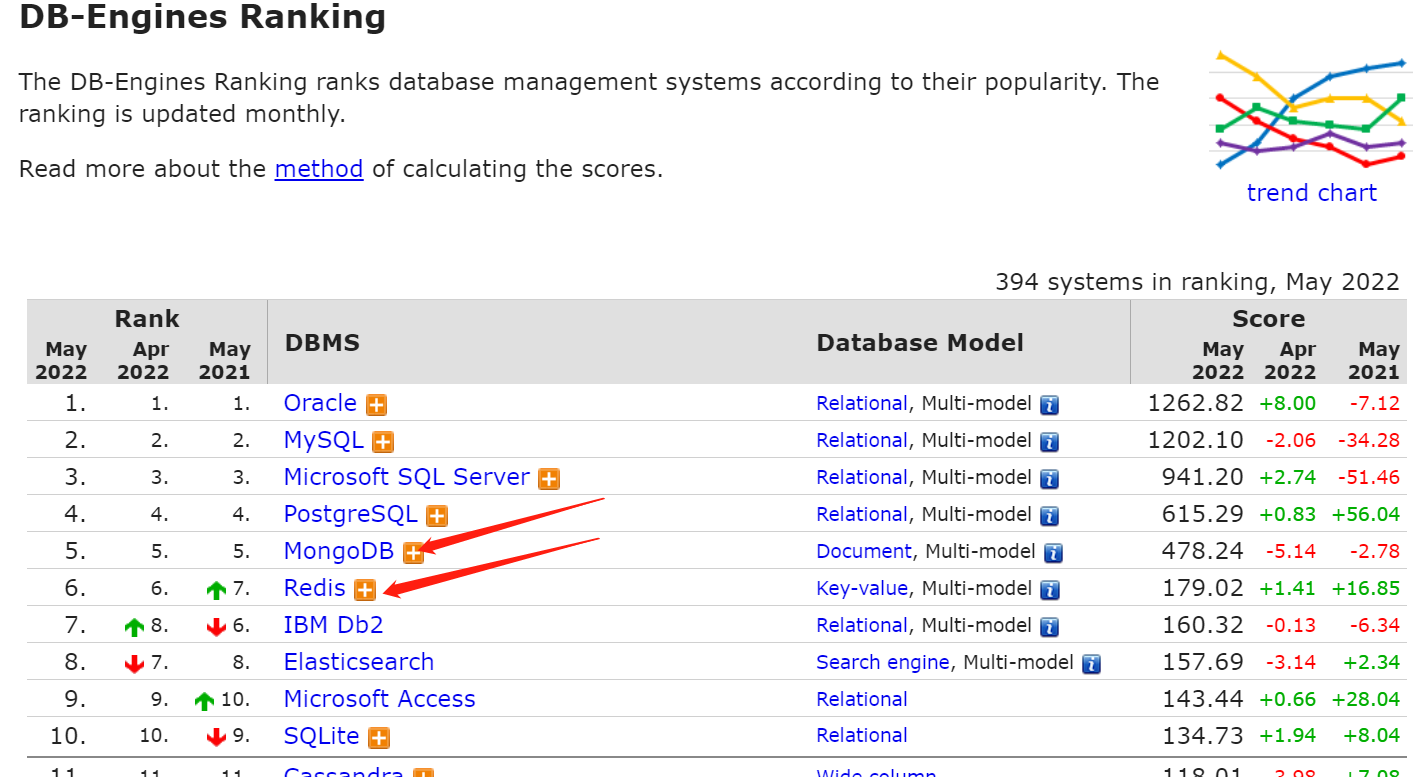 DB-Engines Ranking
The DB-Engines Ranking ranks database management systems according to their popularity. The
ranking is updated monthly.
Read more about the method of calculating the scores.
trend chart
394 systems in ranking, May 2022
Rank DBMS Database Model Score
May 2022 Apr 2022 May 2021 May 2022 Apr 2022 May 2021
1. 1. 1. Oracle Relational, Multi-model 1262.82 +8.00 -7.12
2. 2. 2. MySQL Relational, Multi-model 1202.10 -2.06 -34.28
3. 3. 3. Microsoft SQL Server Relational, Multi-model 941.20 +2.74 -51.46
4. 4. 4. PostgreSQL Relational, Multi-model 615.29 +0.83 +56.04
5. 5. 5. MongoDB Document, Multi-model 478.24 -5.14 -2.78
6. 6. 7. Redis Key-value, Multi-model 179.02 +1.41 +16.85
7. 8. 6. IBM Db2 Relational, Multi-model 160.32 -0.13 -6.34
8. 7. 8. Elasticsearch Search engine, Multi-model 157.69 -3.14 +2.34
9. 9. 10. Microsoft Access Relational 143.44 +0.66 +28.04
10. 10. 9. SQLite Relational 134.73 +1.94 +8.04
11. 11. 11. Cassandra Wide column 118.01 -3.98 +7.08